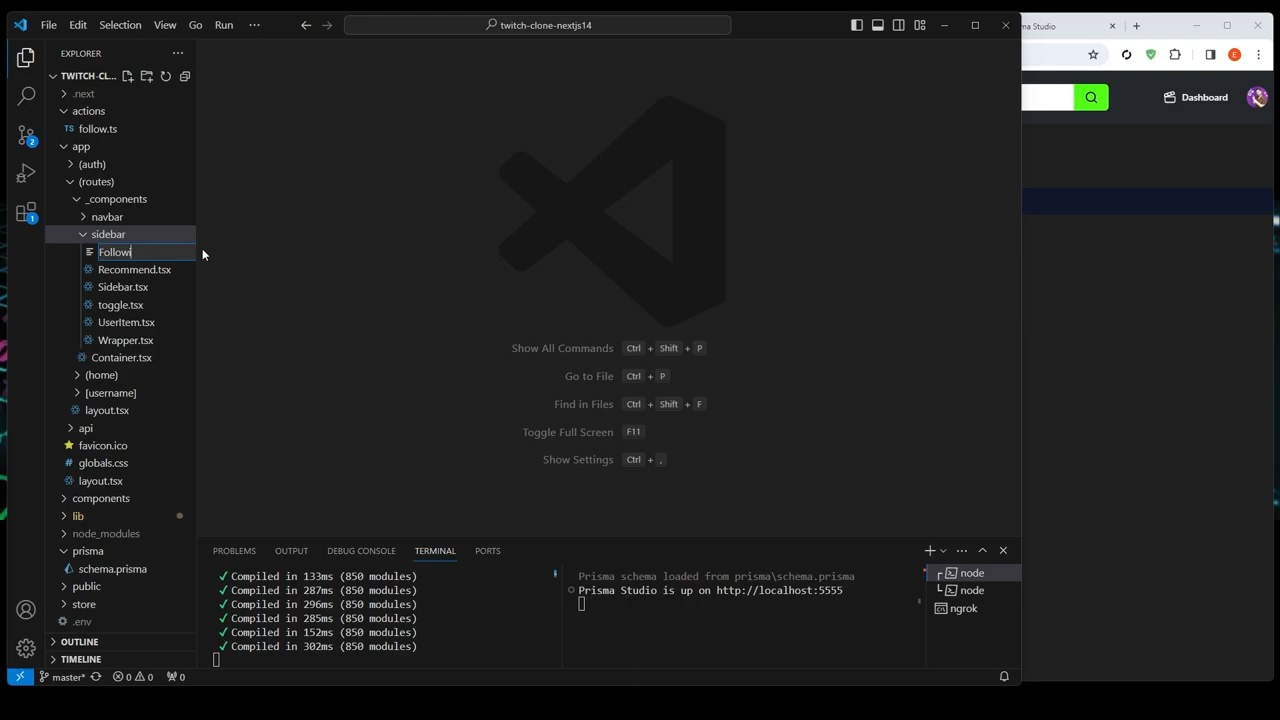 File Edit Selection View Go Run ···
twitch-clone-nextjs14
ma Studio
EXPLORER
TWITCH-CL...
.next
actions
TS follow.ts
app
(auth)
(routes)
_components
navbar
sidebar
Followi
Recommend.tsx
Sidebar.tsx
toggle.tsx
UserItem.tsx
Wrapper.tsx
Container.tsx
(home)
[username]
layout.tsx
api
favicon.ico
# globals.css
layout.tsx
components
lib
node_modules
prisma
schema.prisma
public
store
.env
OUTLINE
TIMELINE
2
1
Show All Commands Ctrl + Shift + P
Go to File Ctrl + P
Find in Files Ctrl + Shift + F
Toggle Full Screen F11
Show Settings Ctrl + ,
PROBLEMS OUTPUT DEBUG CONSOLE TERMINAL PORTS
✓ Compiled in 133ms (850 modules)
✓ Compiled in 287ms (850 modules)
✓ Compiled in 296ms (850 modules)
✓ Compiled in 285ms (850 modules)
✓ Compiled in 152ms (850 modules)
✓ Compiled in 302ms (850 modules)
Prisma schema loaded from prisma\schema.prisma
Prisma Studio is up on http://localhost:5555
node
node
ngrok
master* 0 0 0
E
Dashboard